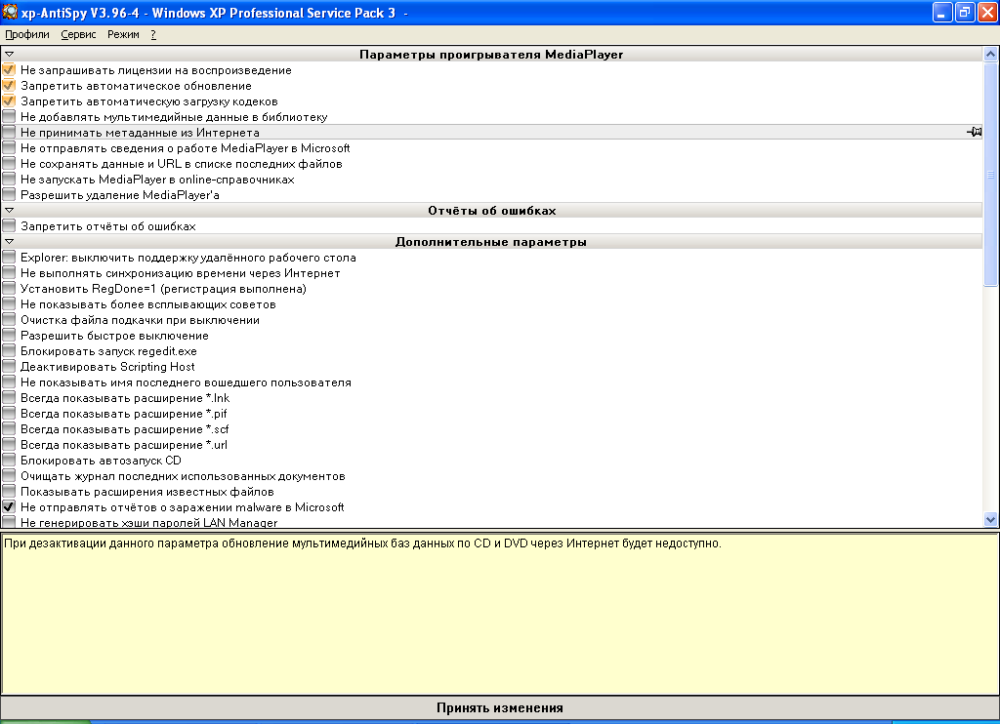 xp-AntiSpy V3.96-4 - Windows XP Professional Service Pack 3 -
Профили Сервис Режим ?
Параметры проигрывателя MediaPlayer
Не запрашивать лицензии на воспроизведение
Запретить автоматическое обновление
Запретить автоматическую загрузку кодеков
Не добавлять мультимедийные данные в библиотеку
Не принимать метаданные из Интернета
Не отправлять сведения о работе MediaPlayer в Microsoft
Не сохранять данные и URL в списке последних файлов
Не запускать MediaPlayer в online-справочниках
Разрешить удаление MediaPlayer'а
Отчёты об ошибках
Запретить отчёты об ошибках
Дополнительные параметры
Explorer: выключить поддержку удалённого рабочего стола
Не выполнять синхронизацию времени через Интернет
Установить RegDone=1 (регистрация выполнена)
Не показывать более всплывающих советов
Очистка файла подкачки при выключении
Разрешить быстрое выключение
Блокировать запуск regedit.exe
Деактивировать Scripting Host
Не показывать имя последнего вошедшего пользователя
Всегда показывать расширение *.lnk
Всегда показывать расширение *.pif
Всегда показывать расширение *.scf
Всегда показывать расширение *.url
Блокировать автозапуск CD
Очищать журнал последних использованных документов
Показывать расширения известных файлов
Не отправлять отчётов о заражении malware в Microsoft
Не генерировать хэши паролей LAN Manager
При дезактивации данного параметра обновление мультимедийных баз данных по CD и DVD через Интернет будет недоступно.
Принять изменения